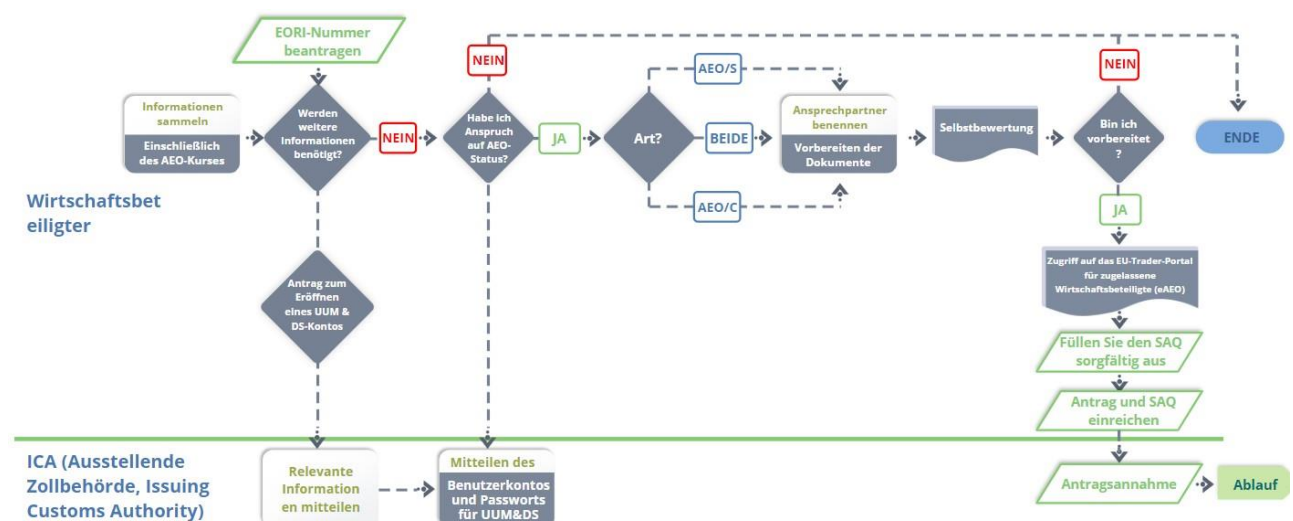 EORI-Nummer
beantragen
NEIN
NEIN
AEO/S
Informationen
sammeln
Einschließlich
des AEO-Kurses
Werden
weitere
Informationen
benötigt?
NEIN
Habe ich
Anspruch
auf AEO-
Status?
JA
Art?
BEIDE
AEO/C
Ansprechpartner
benennen
Vorbereiten der
Dokumente
Selbstbewertung
Bin ich
vorbereitet
?
ENDE
JA
Wirtschaftsbet
eiligter
Antrag zum
Eröffnen
eines UUM &
DS-Kontos
Zugriff auf das EU-Trader-Portal
für zugelassene
Wirtschaftsbeteiligte (eAEO)
Füllen Sie den SAQ
sorgfältig aus
Antrag und SAQ
einreichen
ICA (Ausstellende
Zollbehörde, Issuing
Customs Authority)
Relevante
Information
en mitteilen
Mitteilen des
Benutzerkontos
und Passworts
für UUM&DS
Antragsannahme
Ablauf